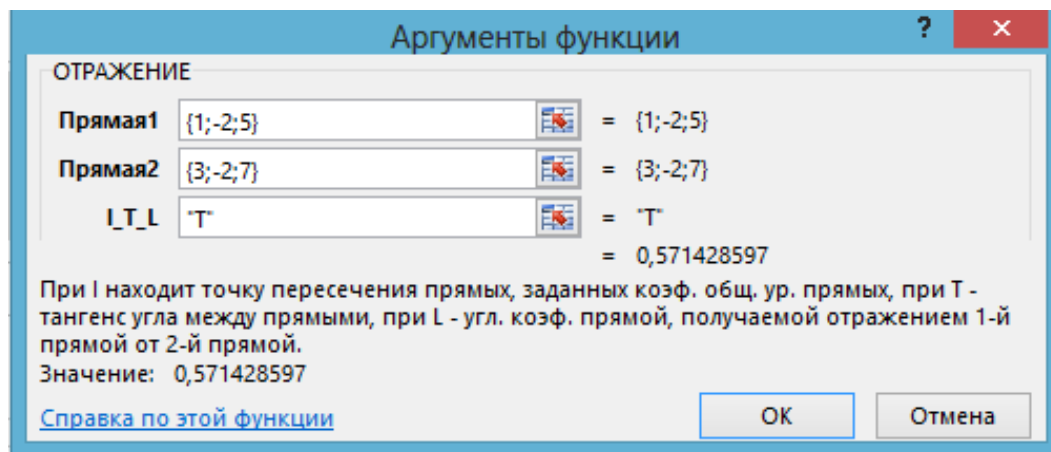 Аргументы функции ? ×
ОТРАЖЕНИЕ
Прямая1 {1;-2;5} = {1;-2;5}
Прямая2 {3;-2;7} = {3;-2;7}
I_T_L "T" = "T"
= 0,571428597
При I находит точку пересечения прямых, заданных коэф. общ. ур. прямых, при T -
тангенс угла между прямыми, при L - угл. коэф. прямой, получаемой отражением 1-й
прямой от 2-й прямой.
Значение: 0,571428597
Справка по этой функции ОК Отмена